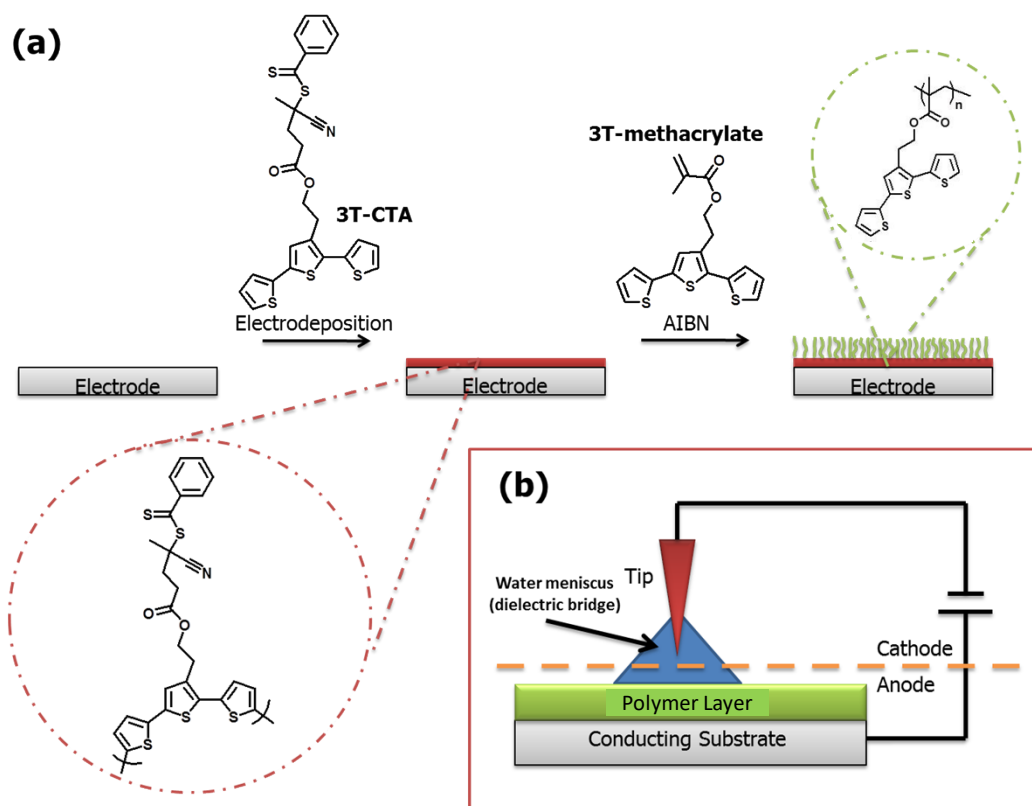 (a)
S
S
N
O
O
3T-CTA
S
S
S
Electrodeposition
3T-methacrylate
O
O
S
S
S
AIBN
n
O
O
S
S
S
Electrode
Electrode
Electrode
S
S
N
O
O
S
S
S
(b)
Tip
Water meniscus
(dielectric bridge)
Cathode
Anode
Polymer Layer
Conducting Substrate